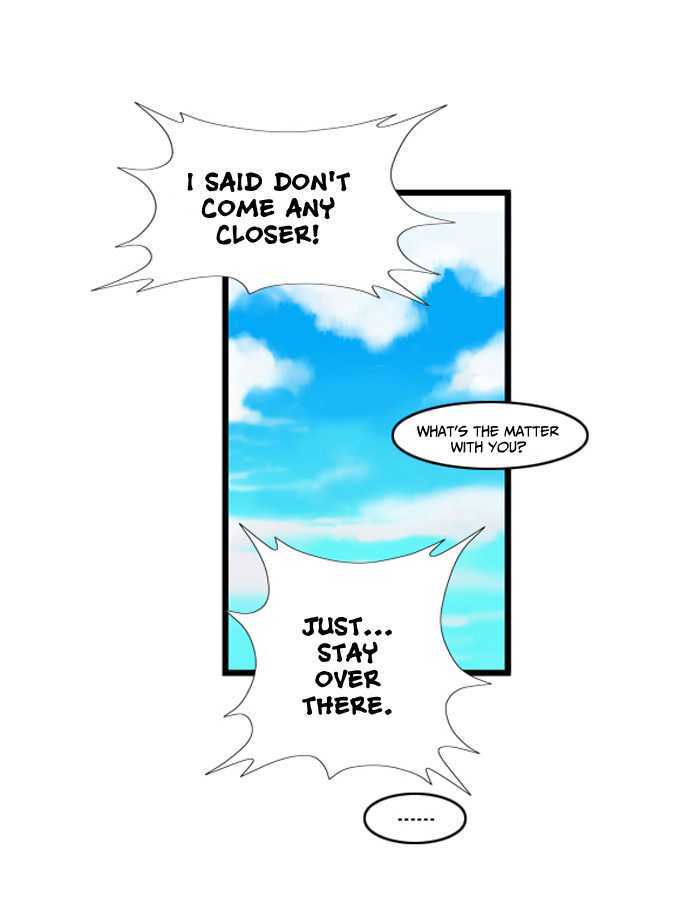 I SAID DON'T
COME ANY
CLOSER!
WHAT'S THE MATTER
WITH YOU?
JUST...
STAY
OVER
THERE.
------